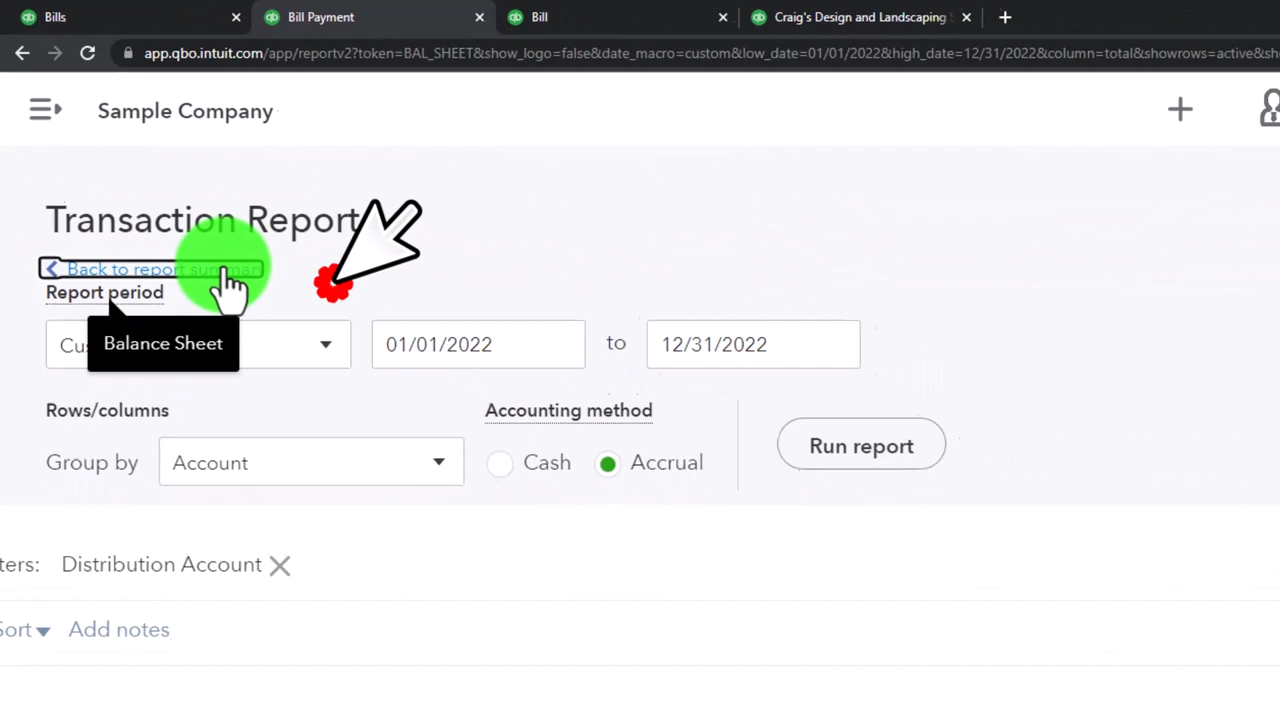 Bills
Bill Payment
Bill
Craig's Design and Landscaping
app.qbo.intuit.com/app/reportv2?token=BAL_SHEET&show_logo=false&date_macro=custom&low_date=01/01/2022&high_date=12/31/2022&column=total&showrows=active&sh
Sample Company
Transaction Report
Back to report summary
Report period
Cus
Balance Sheet
01/01/2022
to
12/31/2022
Rows/columns
Accounting method
Group by
Account
Cash
Accrual
Run report
ters:
Distribution Account
Sort
Add notes